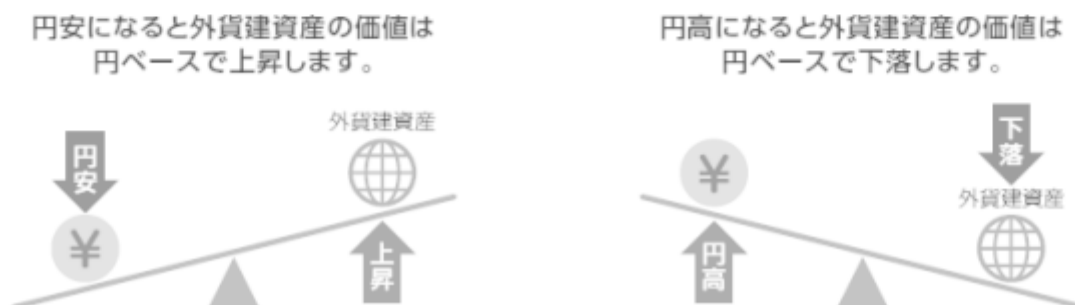 円安になると外貨建資産の価値は
円ベースで上昇します。
外貨建資産
円安
¥
上昇
円高になると外貨建資産の価値は
円ベースで下落します。
下落
¥
外貨建資産
円高